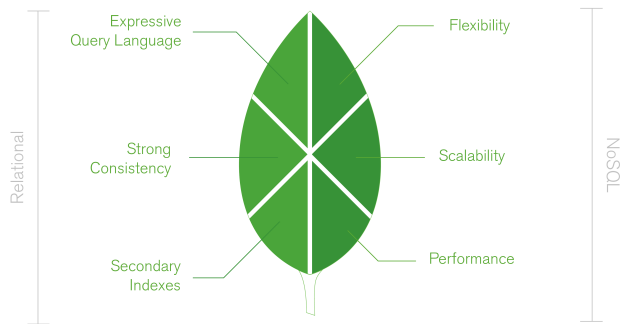 Relational
Expressive
Query Language
Strong
Consistency
Secondary
Indexes
Flexibility
Scalability
Performance
NoSQL